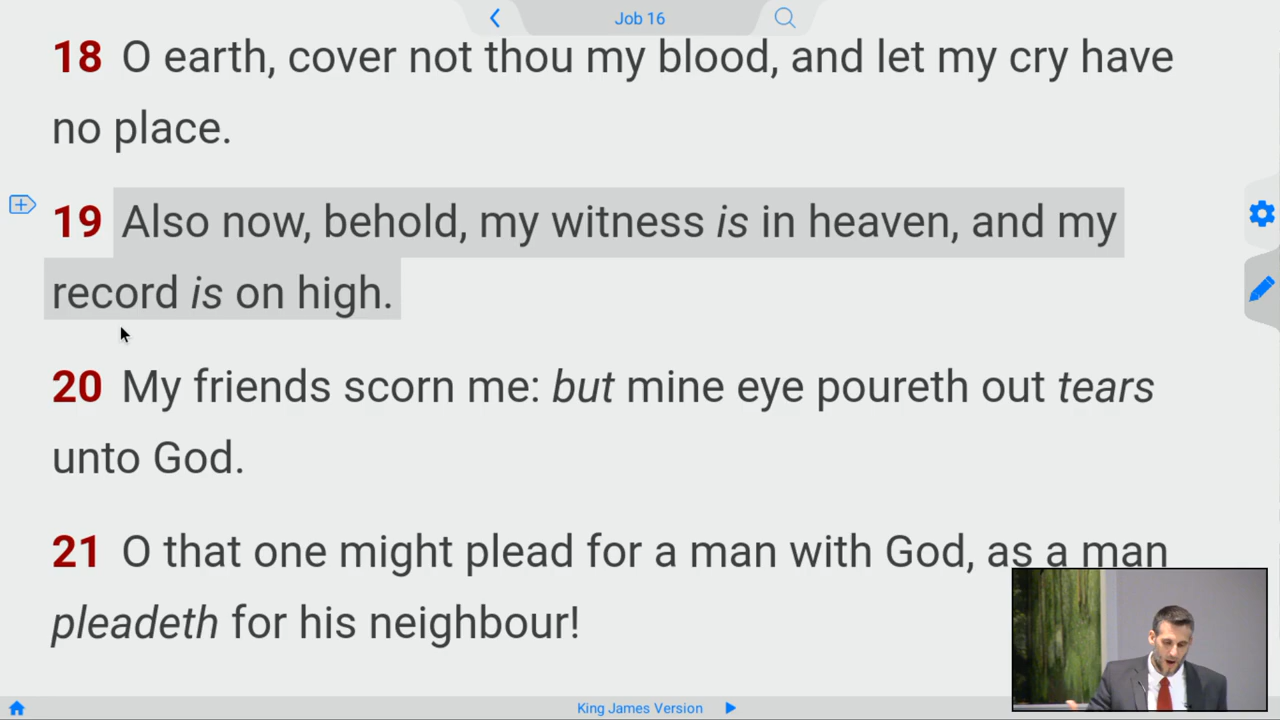 Job 16
18 O earth, cover not thou my blood, and let my cry have
no place.
19 Also now, behold, my witness is in heaven, and my
record is on high.
20 My friends scorn me: but mine eye poureth out tears
unto God.
21 O that one might plead for a man with God, as a man
pleadeth for his neighbour!
King James Version